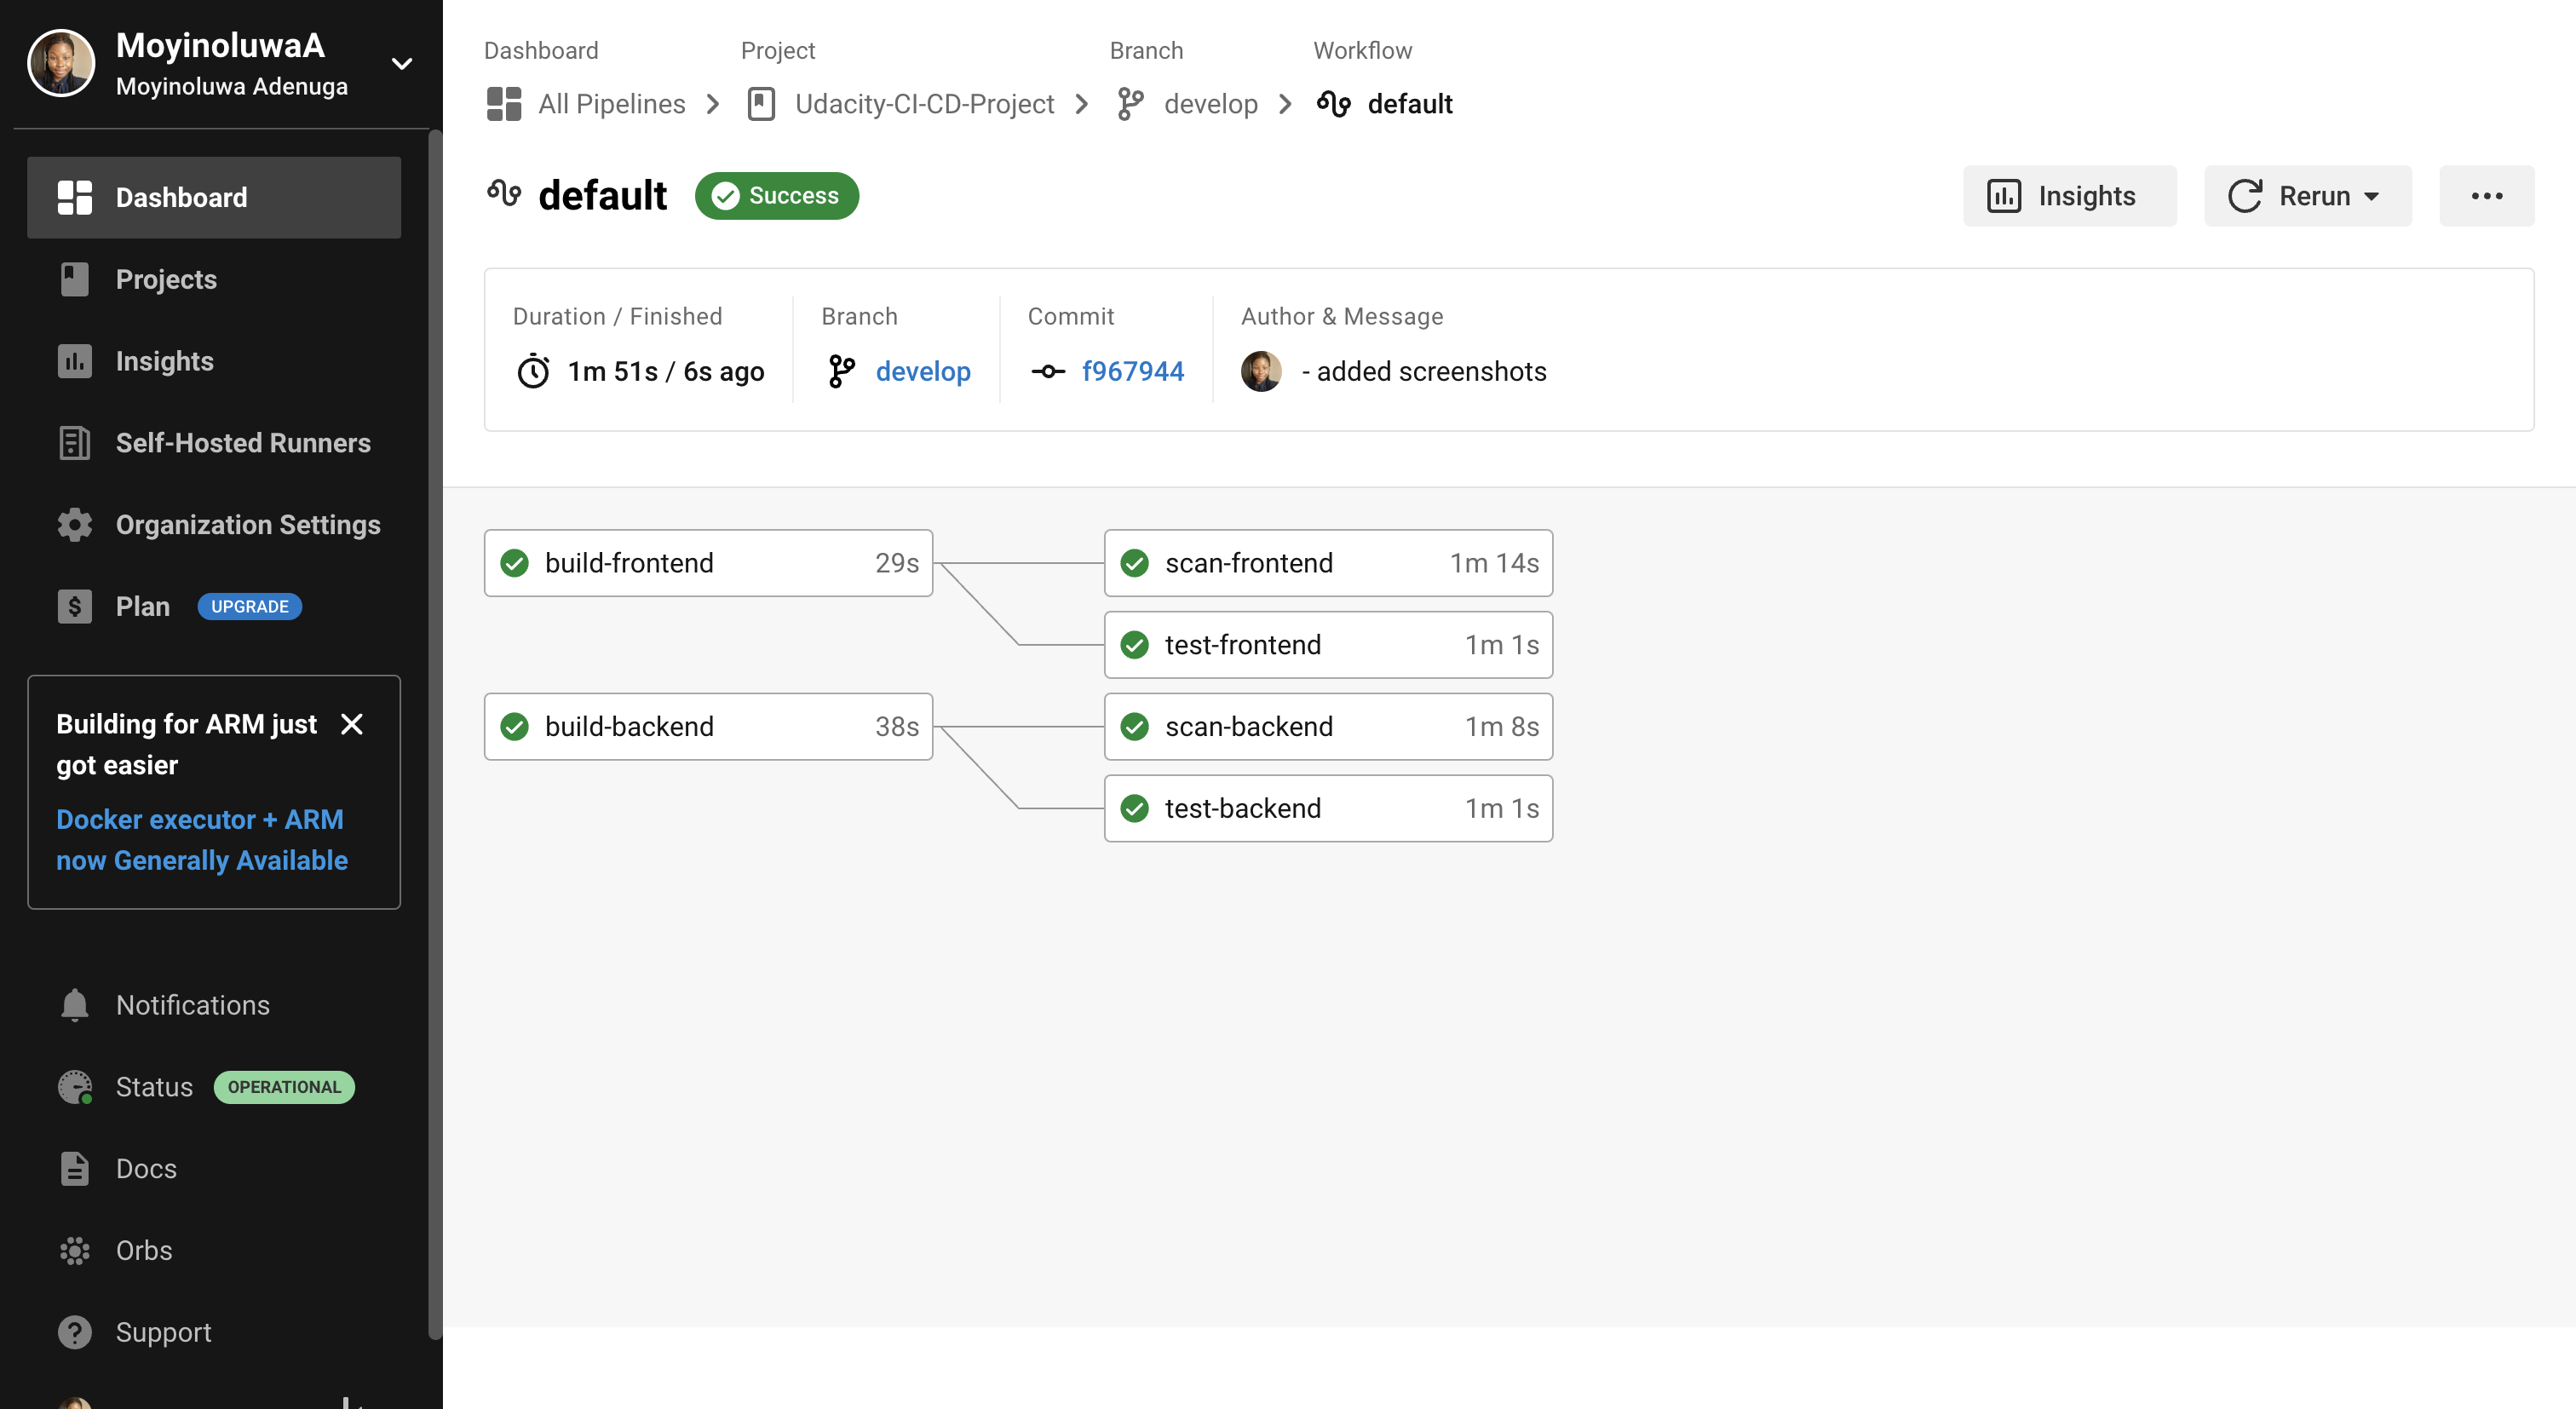 MoyinoluwaA
Moyinoluwa Adenuga
Dashboard
Projects
Insights
Self-Hosted Runners
Organization Settings
Plan UPGRADE
Building for ARM just
got easier
Docker executor + ARM
now Generally Available
Notifications
Status OPERATIONAL
Docs
Orbs
Support
Dashboard Project Branch Workflow
All Pipelines Udacity-CI-CD-Project develop default
default Success Insights Rerun
Duration / Finished Branch Commit Author & Message
1m 51s / 6s ago develop f967944 - added screenshots
build-frontend 29s scan-frontend 1m 14s
test-frontend 1m 1s
build-backend 38s scan-backend 1m 8s
test-backend 1m 1s